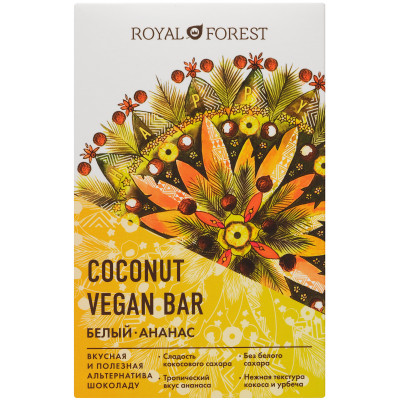 ROYAL FOREST
HAPPY
COCONUT
VEGAN BAR
БЕЛЫЙ · АНАНАС
ВКУСНАЯ
И ПОЛЕЗНАЯ
АЛЬТЕРНАТИВА
ШОКОЛАДУ
• Сладость
кокосового сахара
• Тропический
вкус ананаса
• Без белого
сахара
• Нежная текстура
кокоса и урбеча